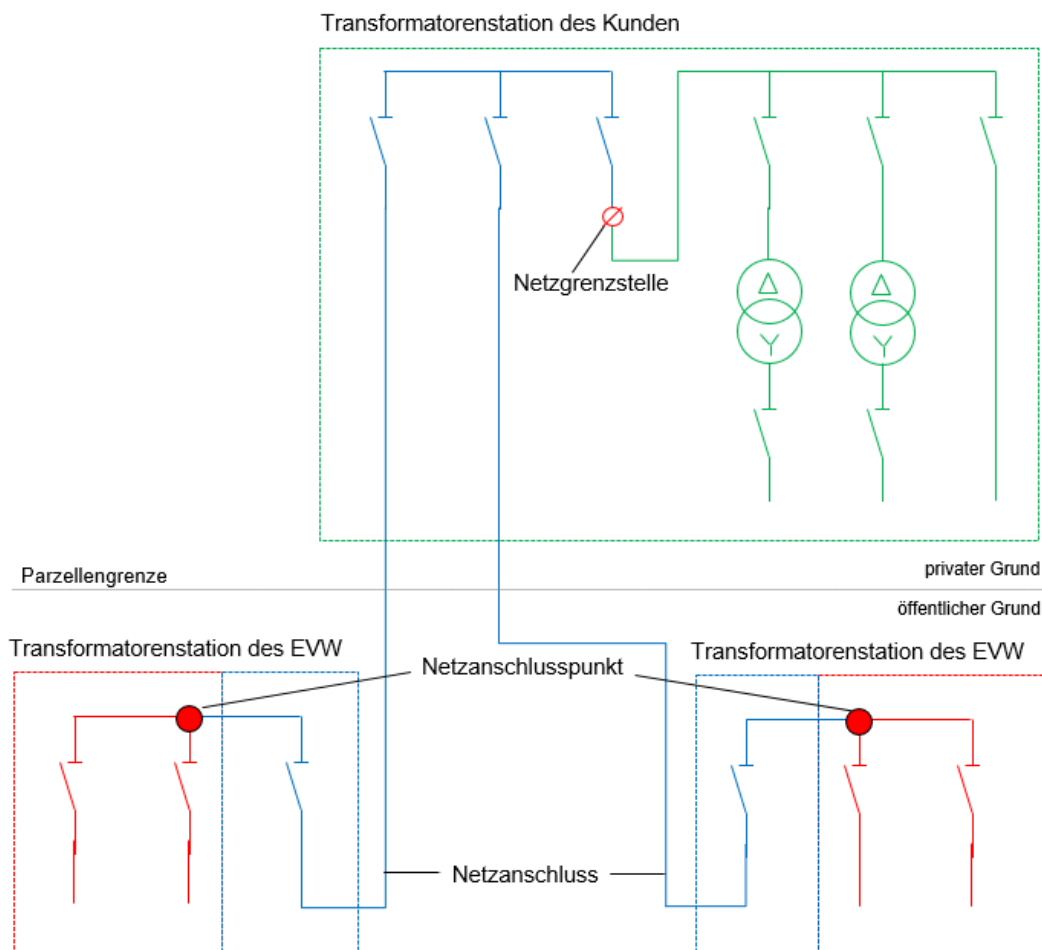 Transformatorenstation des Kunden
Δ
Δ
Netzgrenzstelle
Y
Y
privater Grund
Parzellengrenze
öffentlicher Grund
Transformatorenstation des EVW
Netzanschlusspunkt
Transformatorenstation des EVW
Netzanschluss